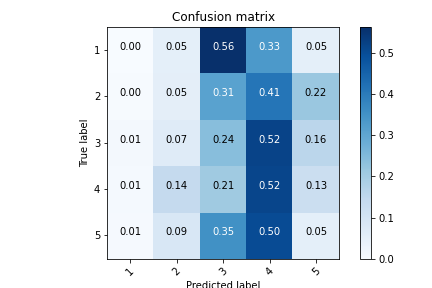 Confusion matrix
1 0.00 0.05 0.56 0.33 0.05
2 0.00 0.05 0.31 0.41 0.22
3 0.01 0.07 0.24 0.52 0.16
4 0.01 0.14 0.21 0.52 0.13
5 0.01 0.09 0.35 0.50 0.05
1 2 3 4 5
True label
Predicted label
0.5
0.4
0.3
0.2
0.1
0.0